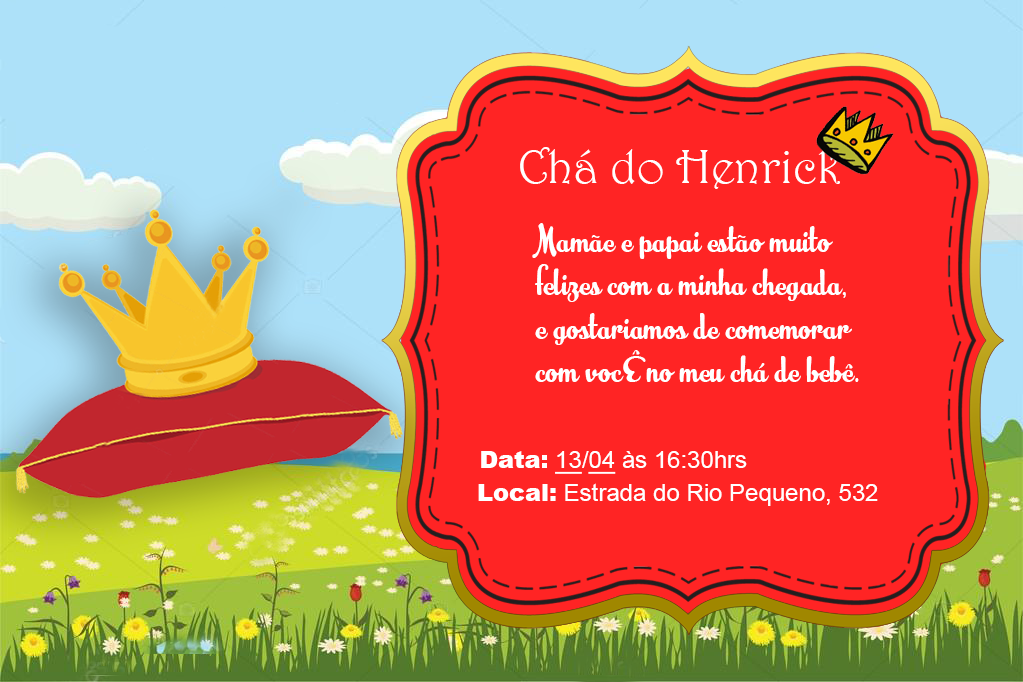 Chá do Henrick
Mamãe e papai estão muito
felizes com a minha chegada,
e gostariamos de comemorar
com vocÊ no meu chá de bebê.
Data: 13/04 às 16:30hrs
Local: Estrada do Rio Pequeno, 532